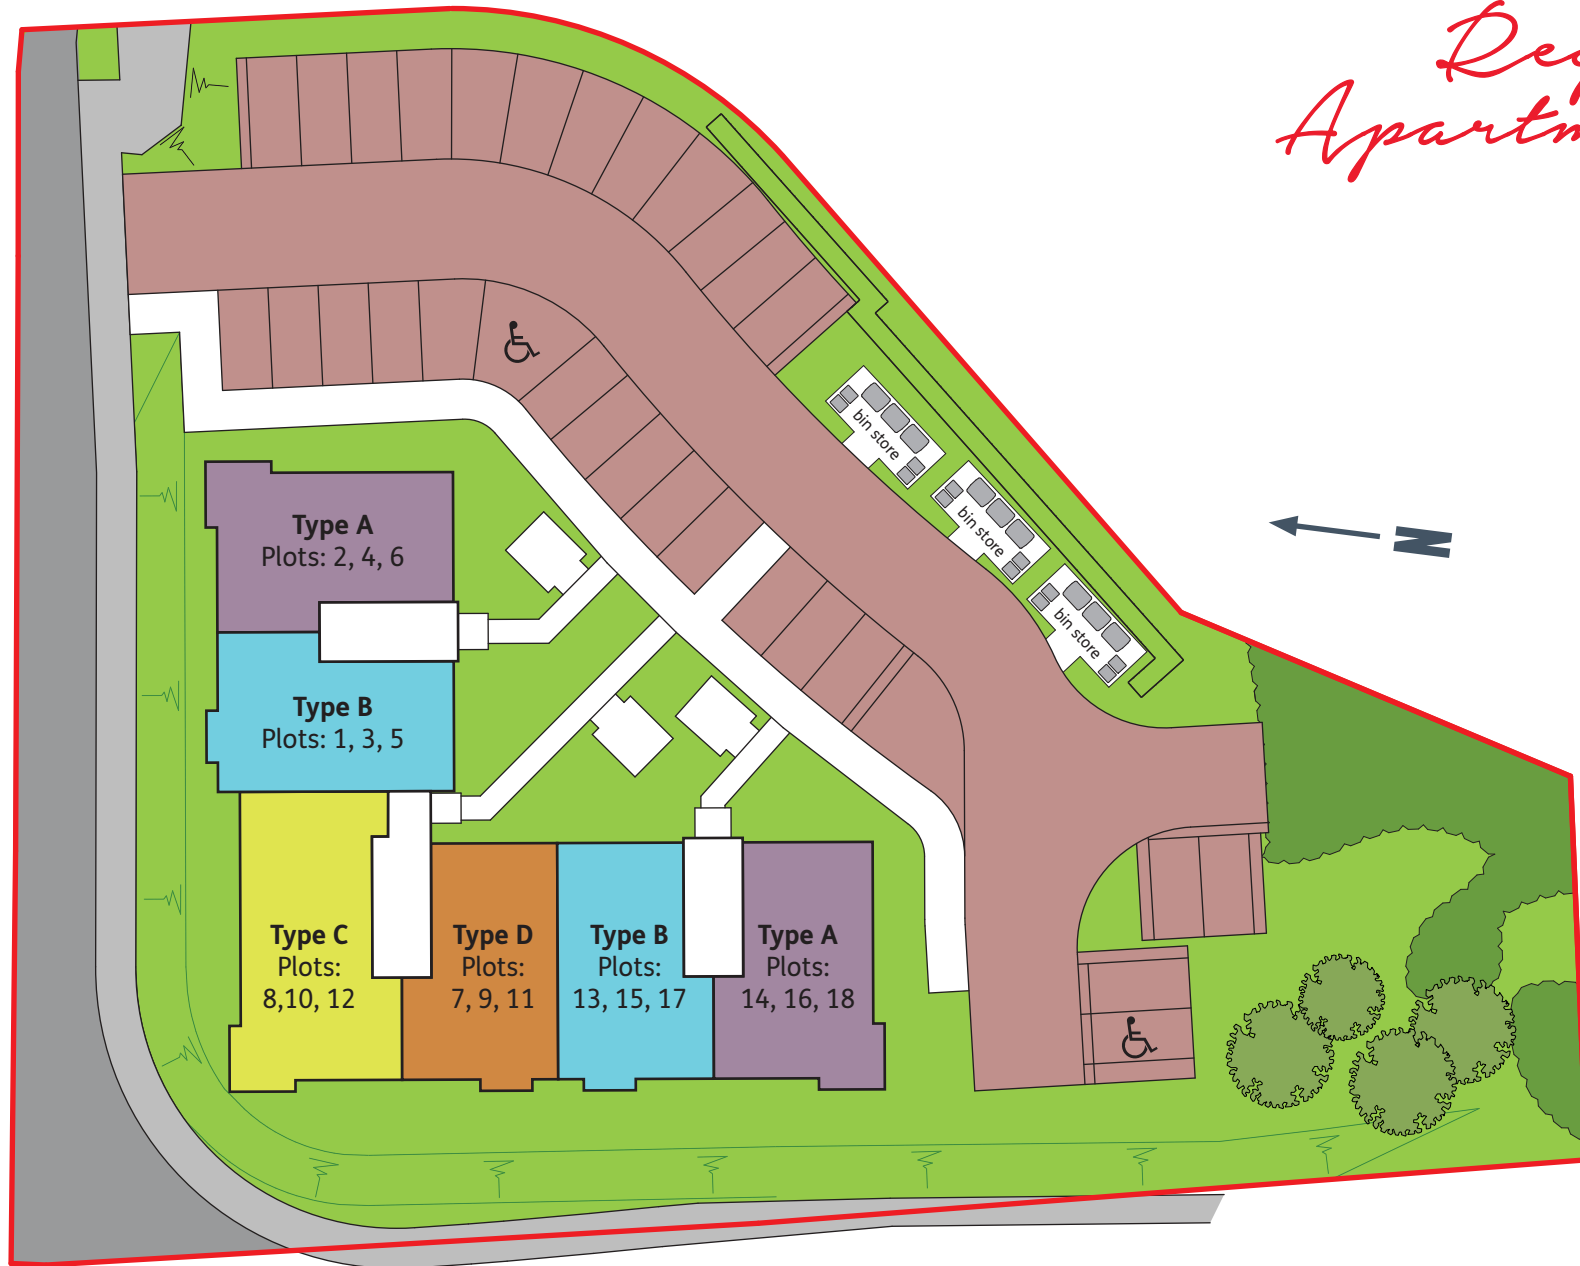 bin store
bin store
bin store
N
Type A
Plots: 2, 4, 6
Type B
Plots: 1, 3, 5
Type C
Plots:
8,10, 12
Type D
Plots:
7, 9, 11
Type B
Plots:
13, 15, 17
Type A
Plots:
14, 16, 18